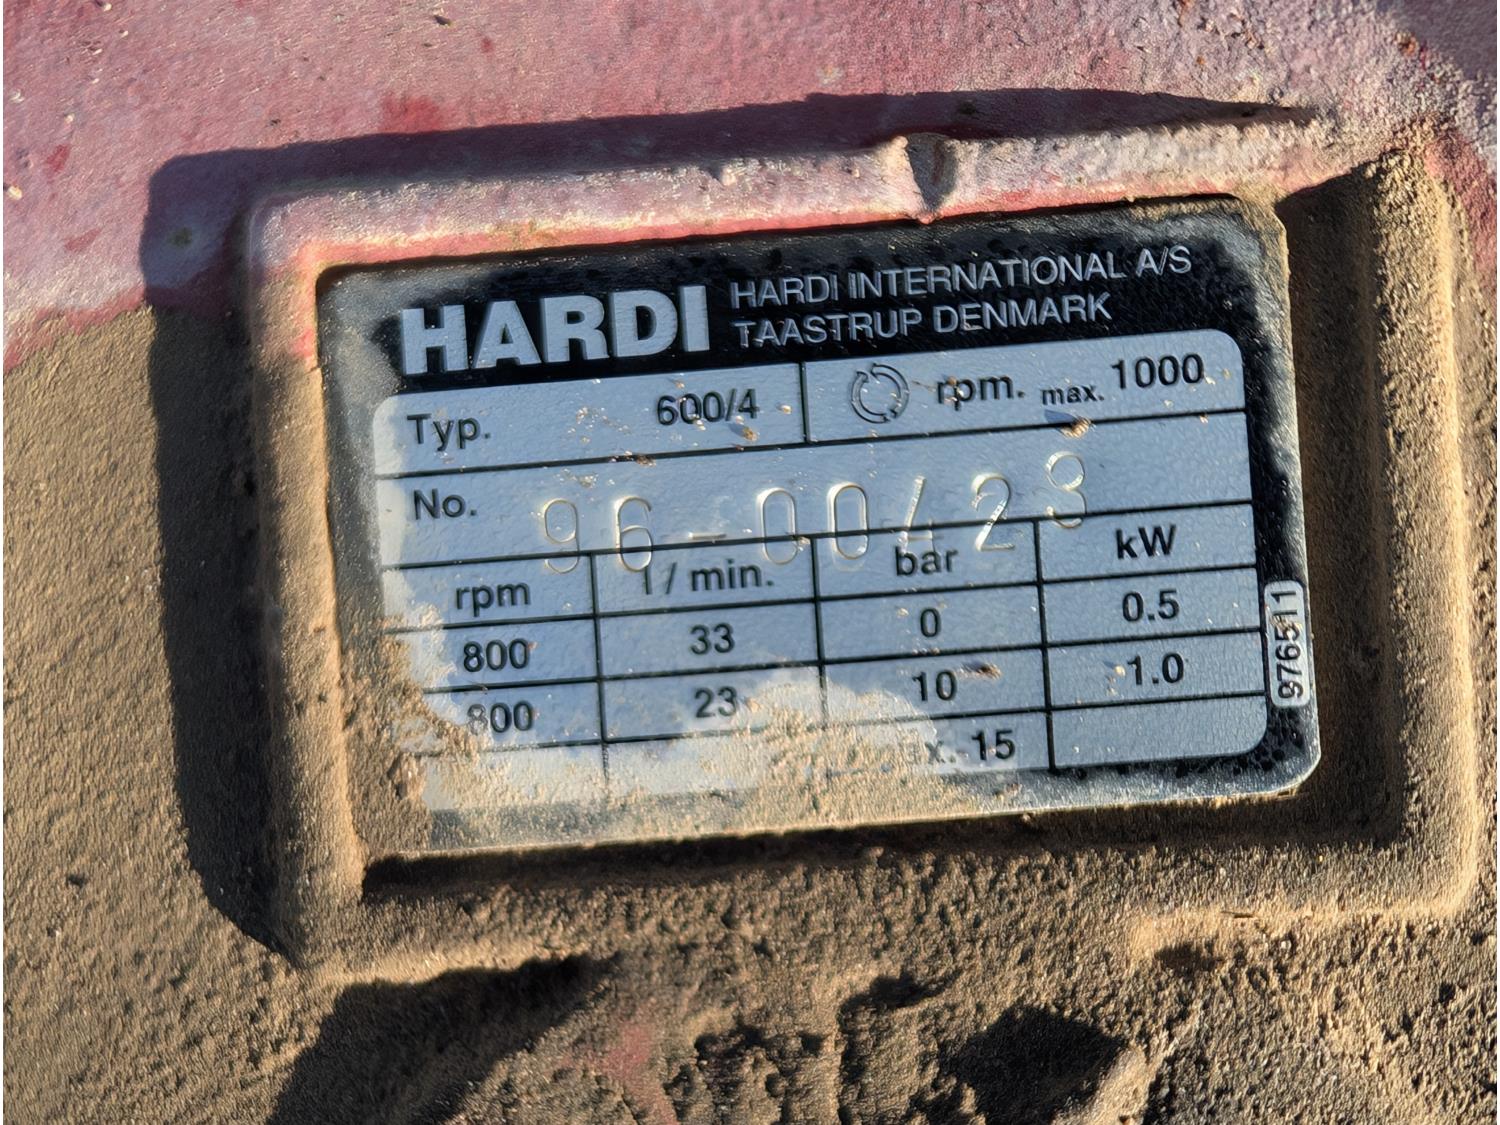 HARDI HARDI INTERNATIONAL A/S
TAASTRUP DENMARK
Typ. 600/4 rpm. max. 1000
No. 96-00423
rpm l/min. bar kW
800 33 0 0.5
800 23 10 1.0
15
976511